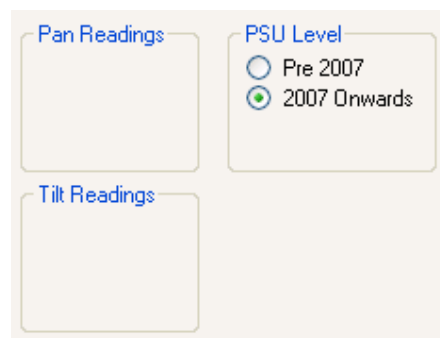 Pan Readings
PSU Level
Pre 2007
2007 Onwards
Tilt Readings